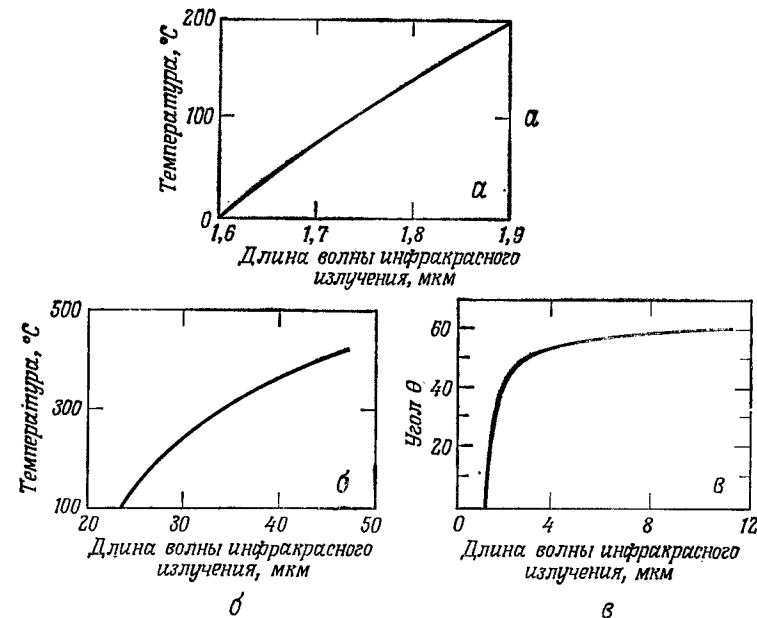 Температура, °C
200
100
0
1,6
1,7
1,8
1,9
а
а
Длина волны инфракрасного
излучения, мкм
Температура, °C
500
300
100
20
30
40
50
б
Длина волны инфракрасного
излучения, мкм
б
Угол θ
60
40
20
0
4
8
12
в
Длина волны инфракрасного
излучения, мкм
в